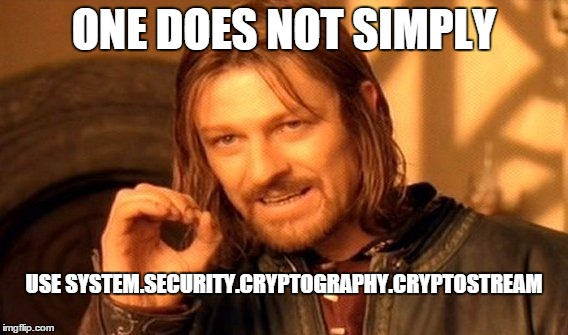 ONE DOES NOT SIMPLY
USE SYSTEM.SECURITY.CRYPTOGRAPHY.CRYPTOSTREAM
imgflip.com